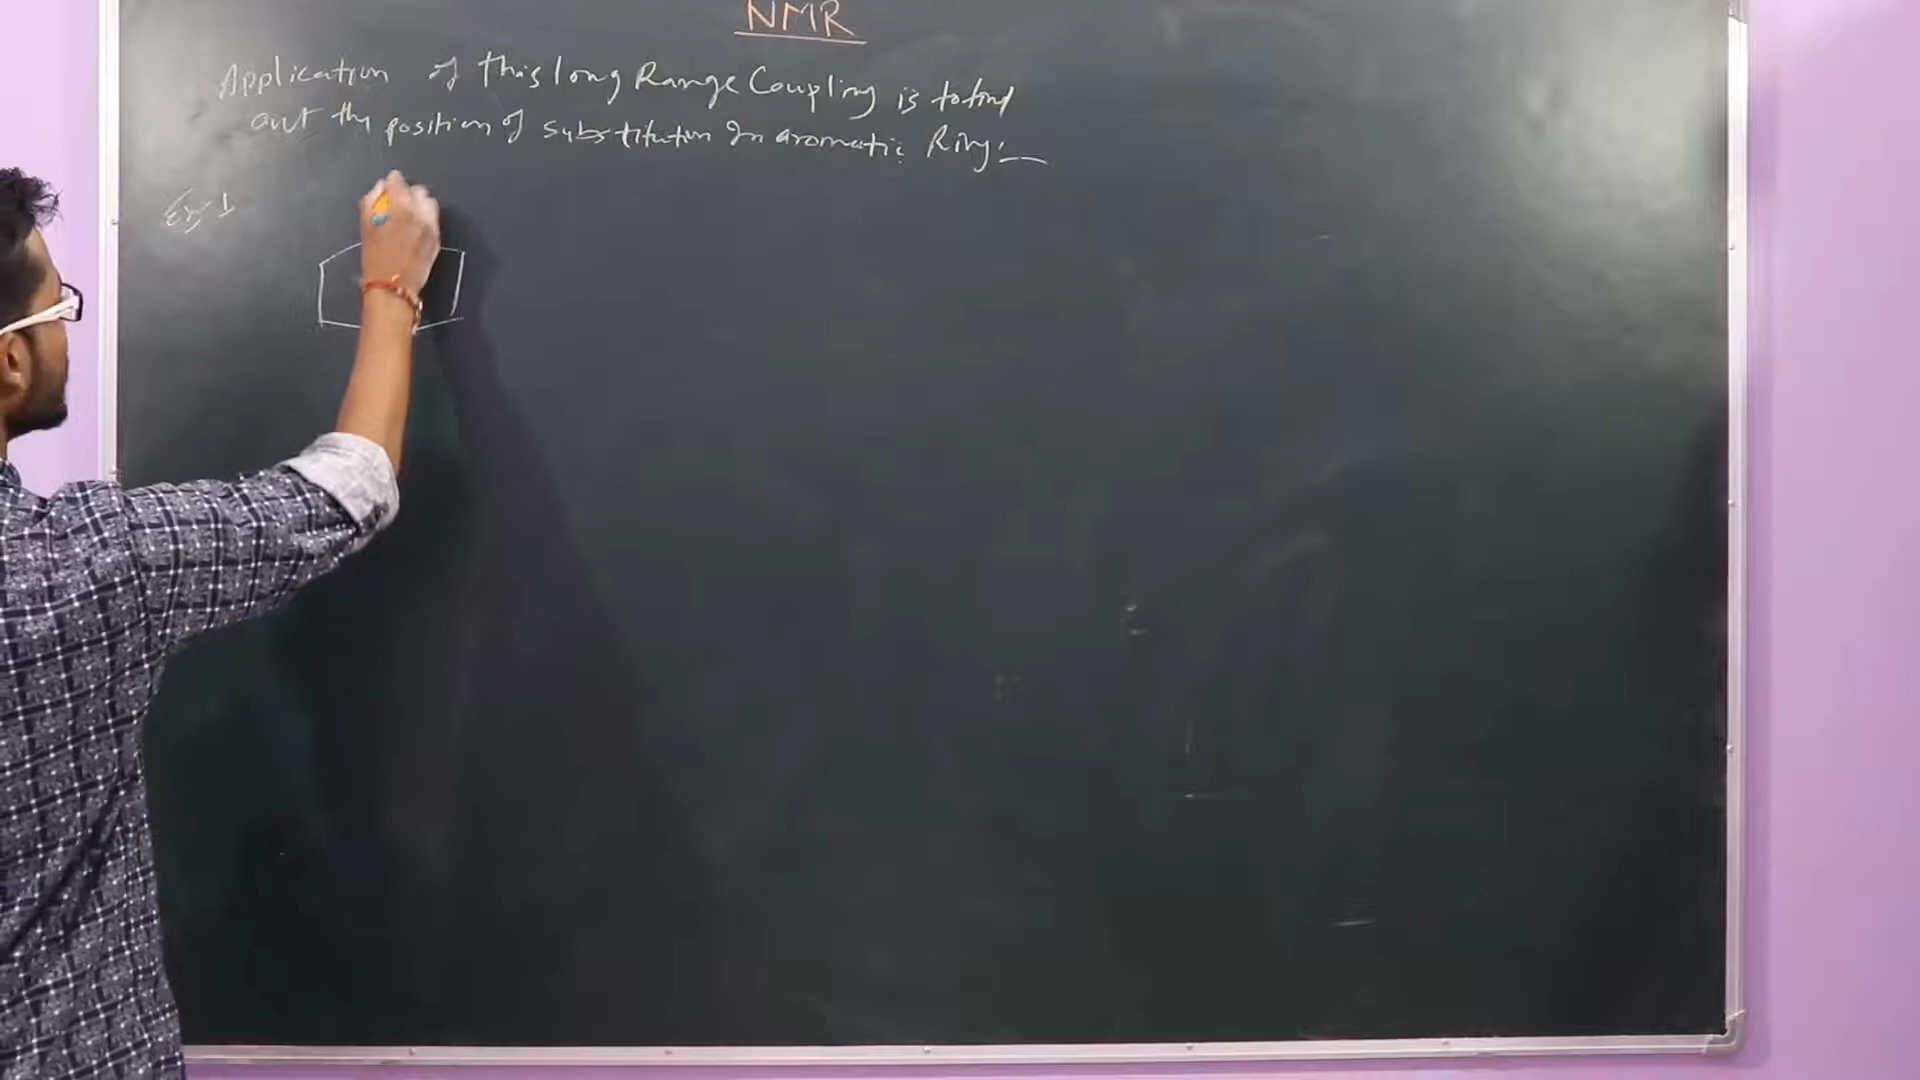 NMR
Application of this long Range Coupling is to find
out the position of substitution In aromatic Ring:
Ex 1